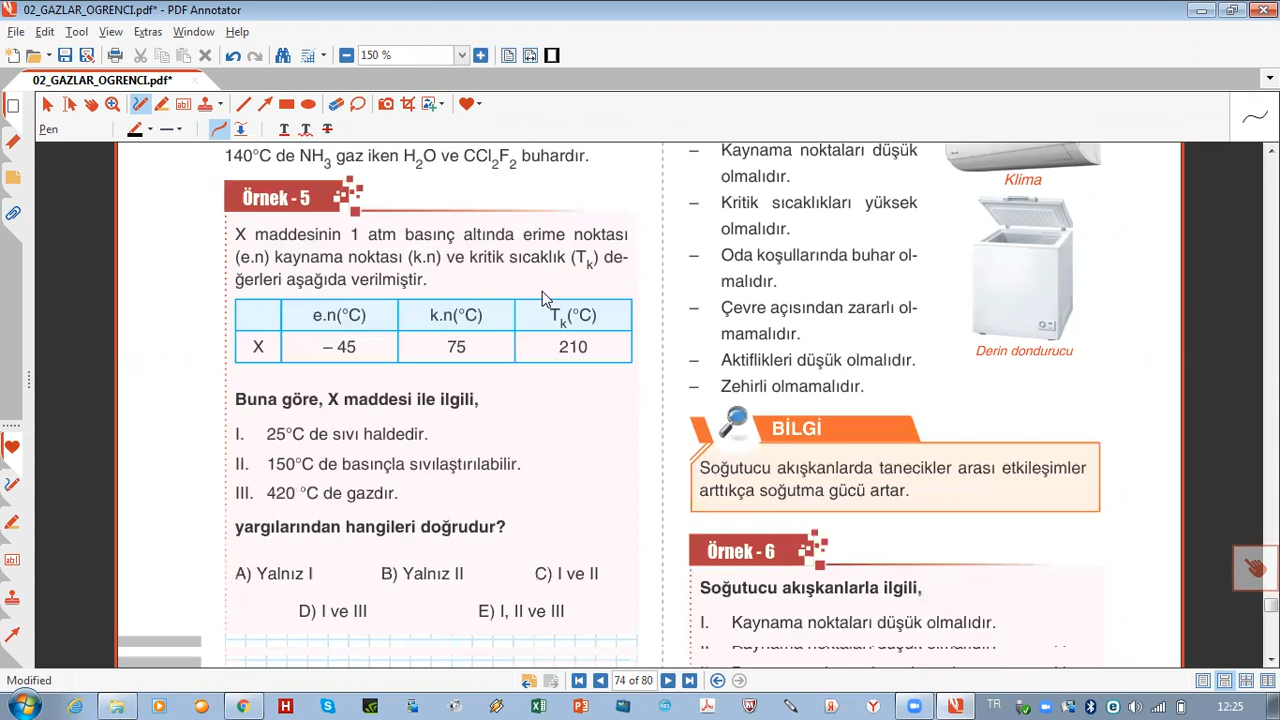 02_GAZLAR_OGRENCI.pdf* - PDF Annotator
File Edit Tool View Extras Window Help
150 %
02_GAZLAR_OGRENCI.pdf*
Pen
140°C de NH3 gaz iken H2O ve CCl2F2 buhardır.
Örnek - 5
X maddesinin 1 atm basınç altında erime noktası
(e.n) kaynama noktası (k.n) ve kritik sıcaklık (Tk) de-
ğerleri aşağıda verilmiştir.
e.n(°C) k.n(°C) Tk(°C)
X – 45 75 210
Buna göre, X maddesi ile ilgili,
I. 25°C de sıvı haldedir.
II. 150°C de basınçla sıvılaştırılabilir.
III. 420 °C de gazdır.
yargılarından hangileri doğrudur?
A) Yalnız I B) Yalnız II C) I ve II
D) I ve III E) I, II ve III
– Kaynama noktaları düşük
olmalıdır.
– Kritik sıcaklıkları yüksek
olmalıdır.
– Oda koşullarında buhar ol-
malıdır.
– Çevre açısından zararlı ol-
mamalıdır.
– Aktiflikleri düşük olmalıdır.
– Zehirli olmamalıdır.
Klima
Derin dondurucu
BİLGİ
Soğutucu akışkanlarda tanecikler arası etkileşimler
arttıkça soğutma gücü artar.
Örnek - 6
Soğutucu akışkanlarla ilgili,
I. Kaynama noktaları düşük olmalıdır.
Modified
74 of 80
TR
12:25